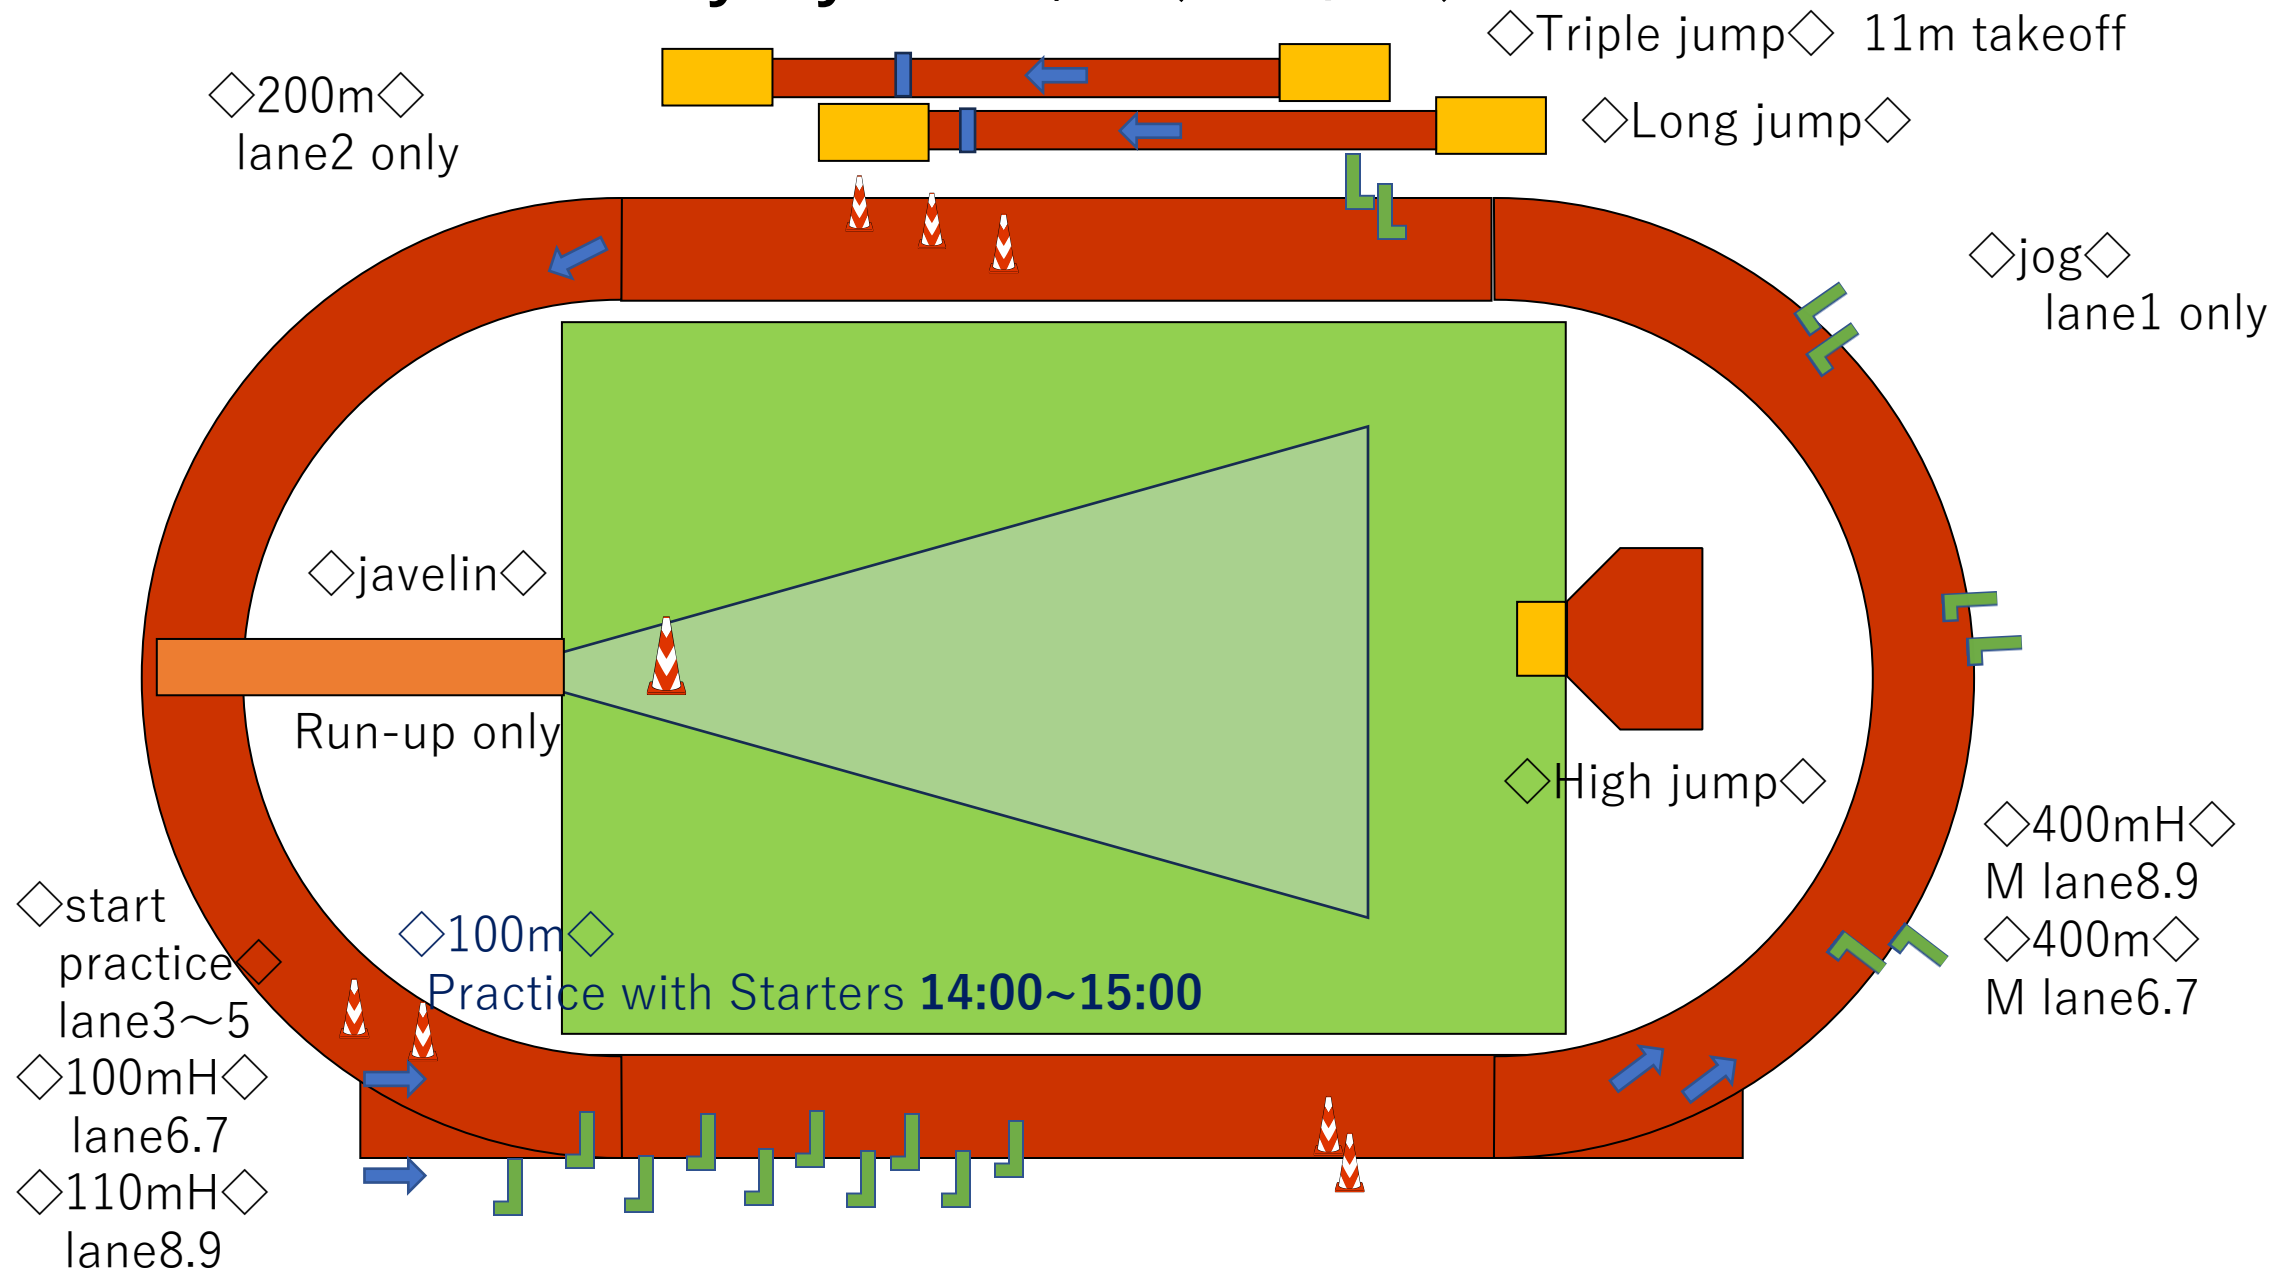 ◇Triple jump◇ 11m takeoff
◇Long jump◇
◇200m◇
lane2 only
◇jog◇
lane1 only
◇javelin◇
Run-up only
◇High jump◇
◇400mH◇
M lane8.9
◇400m◇
M lane6.7
◇100m◇
Practice with Starters 14:00~15:00
◇start
practice◇
lane3～5
◇100mH◇
lane6.7
◇110mH◇
lane8.9